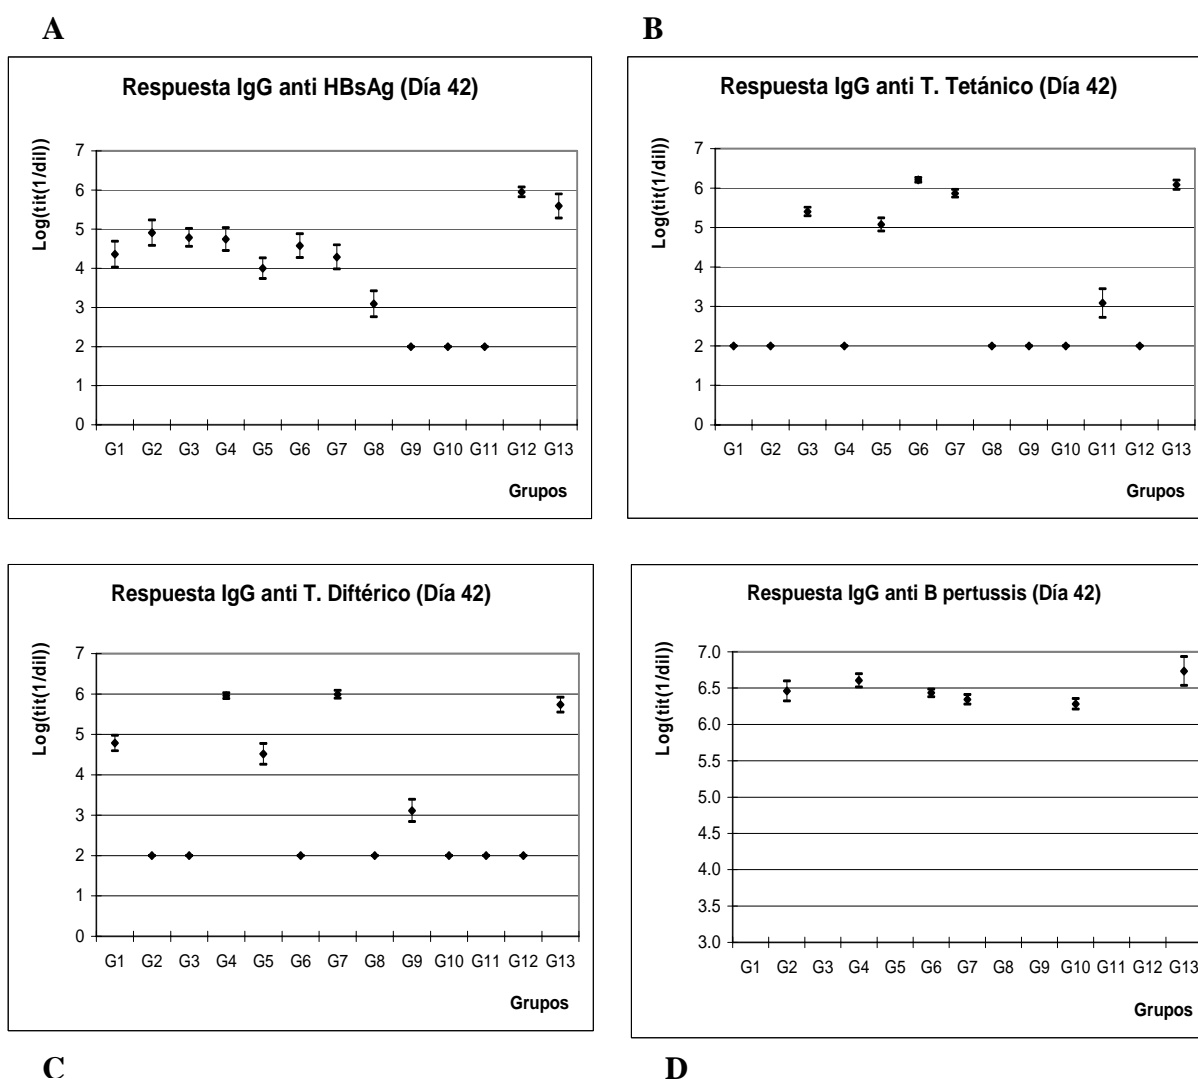 A
B
Respuesta IgG anti HBsAg (Día 42)
Log(tit(1/dil))
7
6
5
4
3
2
1
0
G1 G2 G3 G4 G5 G6 G7 G8 G9 G10 G11 G12 G13
Grupos
Respuesta IgG anti T. Tetánico (Día 42)
Log(tit(1/dil))
7
6
5
4
3
2
1
0
G1 G2 G3 G4 G5 G6 G7 G8 G9 G10 G11 G12 G13
Grupos
Respuesta IgG anti T. Diftérico (Día 42)
Log(tit(1/dil))
7
6
5
4
3
2
1
0
G1 G2 G3 G4 G5 G6 G7 G8 G9 G10 G11 G12 G13
Grupos
Respuesta IgG anti B pertussis (Día 42)
Log(tit(1/dil))
7.0
6.5
6.0
5.5
5.0
4.5
4.0
3.5
3.0
G1 G2 G3 G4 G5 G6 G7 G8 G9 G10 G11 G12 G13
Grupos
C
D